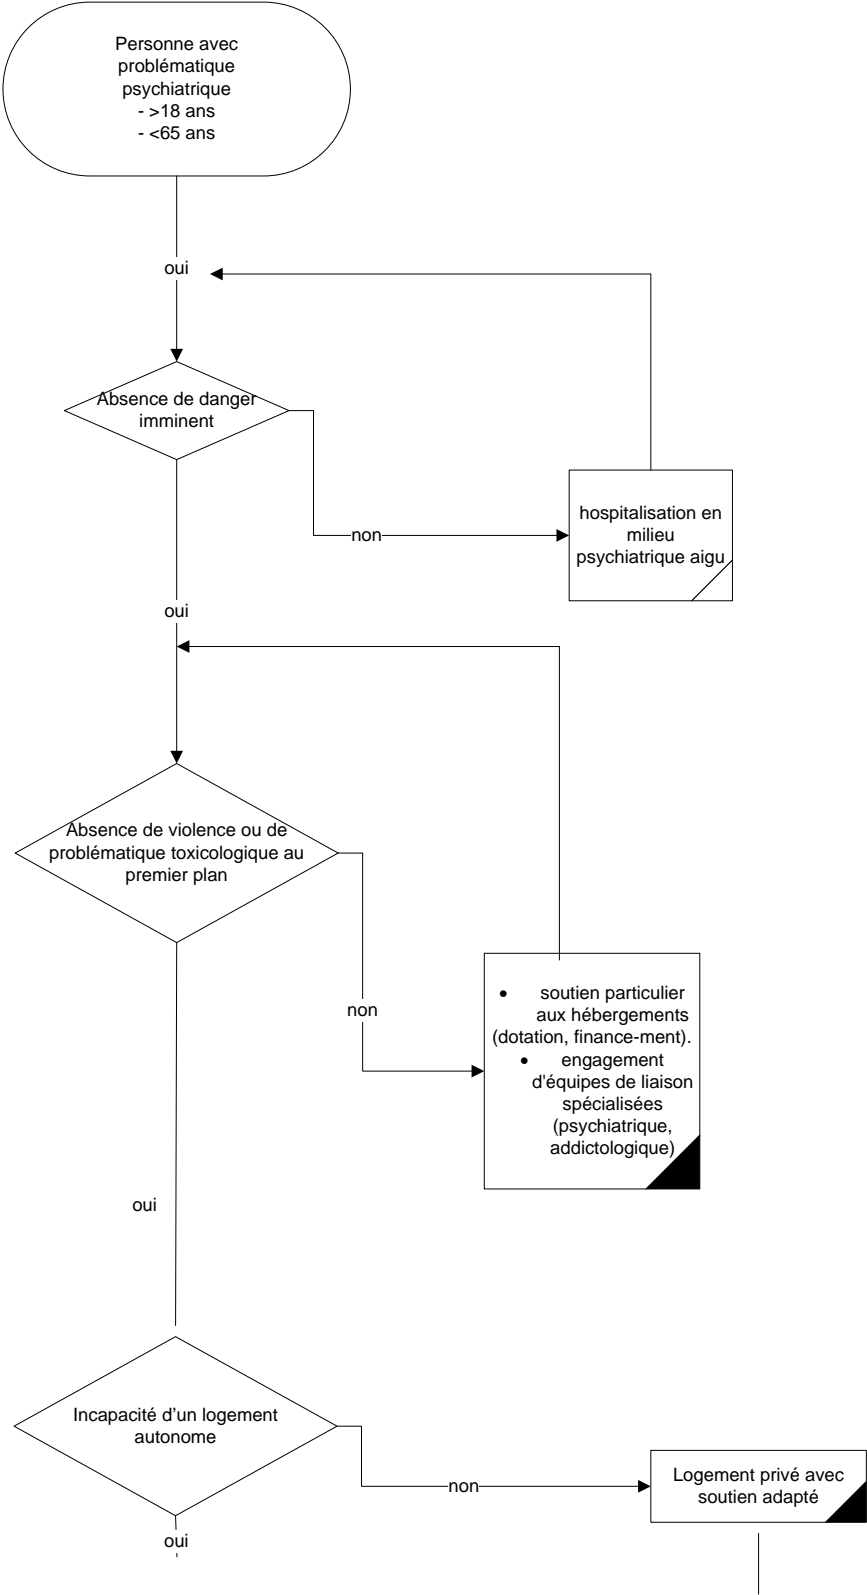 Personne avec
problématique
psychiatrique
- >18 ans
- <65 ans
oui
Absence de danger
imminent
non
hospitalisation en
milieu
psychiatrique aigu
oui
Absence de violence ou de
problématique toxicologique au
premier plan
non
• soutien particulier
aux hébergements
(dotation, finance-ment).
• engagement
d'équipes de liaison
spécialisées
(psychiatrique,
addictologique)
oui
Incapacité d’un logement
autonome
non
Logement privé avec
soutien adapté
oui